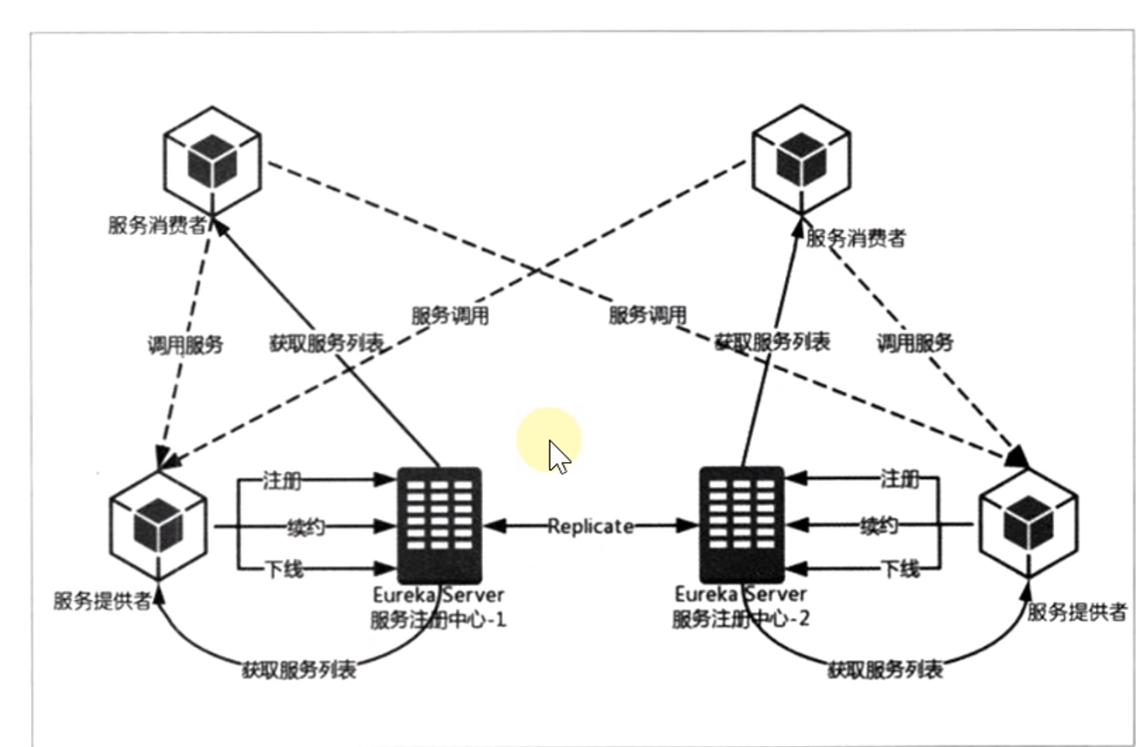 服务消费者
服务消费者
服务调用
服务调用
调用服务
获取服务列表
获取服务列表
调用服务
注册
注册
续约
Replicate
续约
下线
下线
服务提供者
Eureka Server
服务注册中心-1
Eureka Server
服务注册中心-2
服务提供者
获取服务列表
获取服务列表